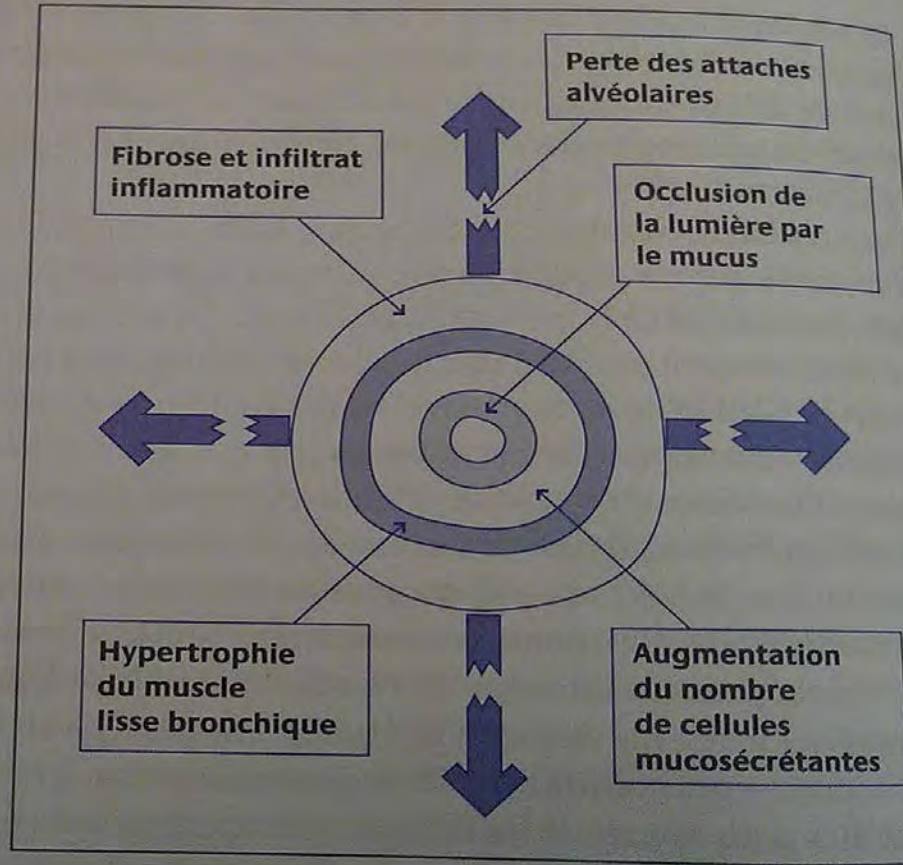 Perte des attaches
alvéolaires
Fibrose et infiltrat
inflammatoire
Occlusion de
la lumière par
le mucus
Hypertrophie
du muscle
lisse bronchique
Augmentation
du nombre
de cellules
mucosécrétantes